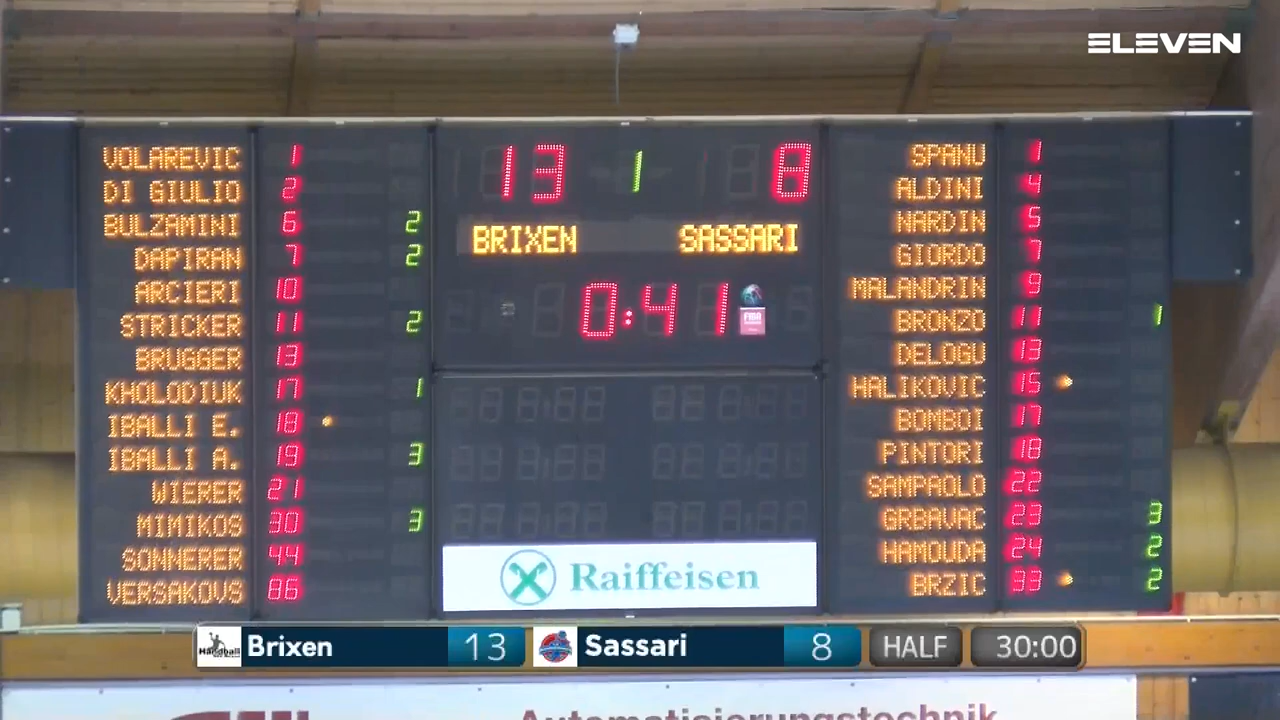 ELEVEN
13 1 8
BRIXEN SASSARI
0:41
VOLAREVIC 1
DI GIULIO 2
BULZAMINI 6 2
DAPIRAN 7 2
ARCIERI 10
STRICKER 11 2
BRUGGER 13
KHOLODIUK 17 1
IBALLI E. 18
IBALLI A. 19 3
WIERER 21
MIMIKOS 30 3
SONNERER 44
VERSAKOVS 86
SPANU 1
ALDINI 4
NARDIN 5
GIORDO 7
MALANDRIN 9
BRONZO 11 1
DELOGU 13
HALIKOVIC 15
BOMBOI 17
PINTORI 18
SAMPAOLO 22
GRBAVAC 23 3
HAMOUDA 24 2
BRZIC 33 2
Raiffeisen
Handball Brixen 13 Sassari 8 HALF 30:00
Automatisierungstechnik